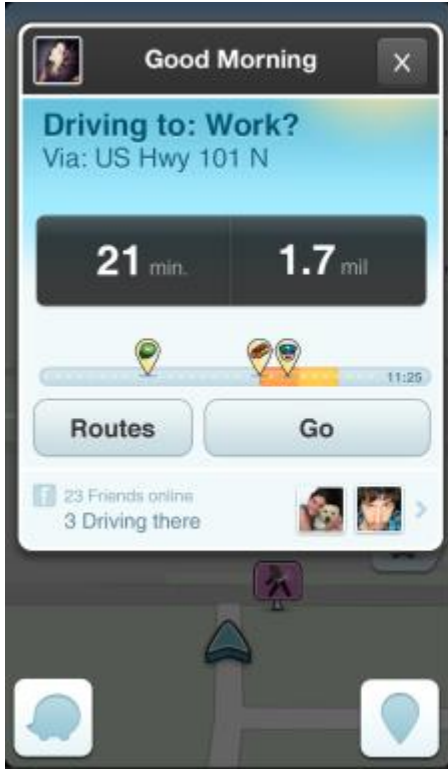 Good Morning
X
Driving to: Work?
Via: US Hwy 101 N
21 min. 1.7 mil
11:25
Routes Go
f 23 Friends online
3 Driving there